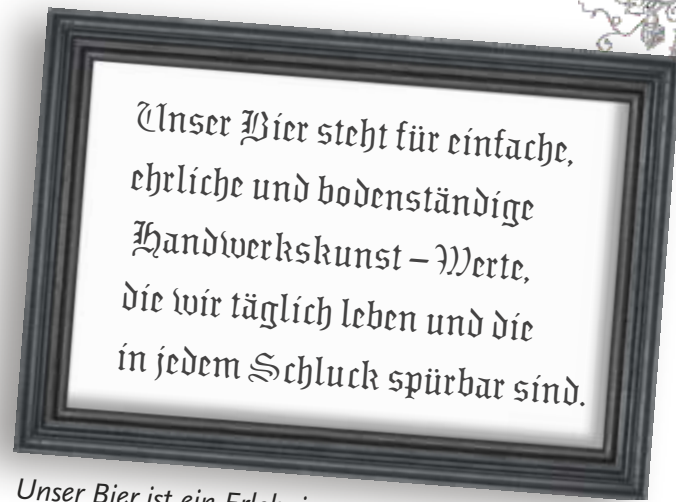 Unser Bier steht für einfache,
ehrliche und bodenständige
Handwerkskunst – Werte,
die wir täglich leben und die
in jedem Schluck spürbar sind.
Unser Bier ist ein